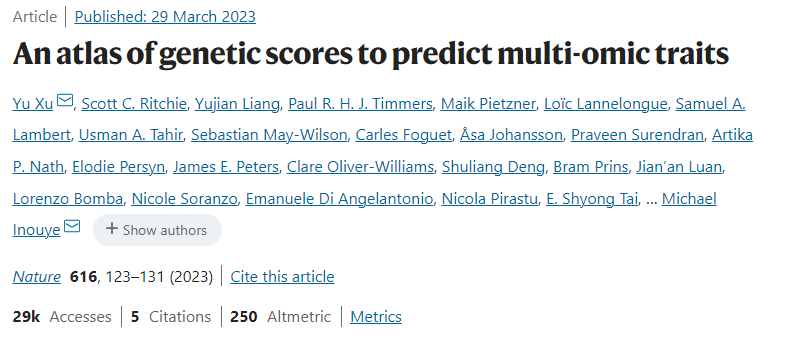 Article | Published: 29 March 2023
An atlas of genetic scores to predict multi-omic traits
Yu Xu, Scott C. Ritchie, Yujian Liang, Paul R. H. J. Timmers, Maik Pietzner, Loïc Lannelongue, Samuel A.
Lambert, Usman A. Tahir, Sebastian May-Wilson, Carles Foguet, Åsa Johansson, Praveen Surendran, Artika
P. Nath, Elodie Persyn, James E. Peters, Clare Oliver-Williams, Shuliang Deng, Bram Prins, Jian’an Luan,
Lorenzo Bomba, Nicole Soranzo, Emanuele Di Angelantonio, Nicola Pirastu, E. Shyong Tai, ... Michael
Inouye + Show authors
Nature 616, 123–131 (2023) | Cite this article
29k Accesses | 5 Citations | 250 Altmetric | Metrics